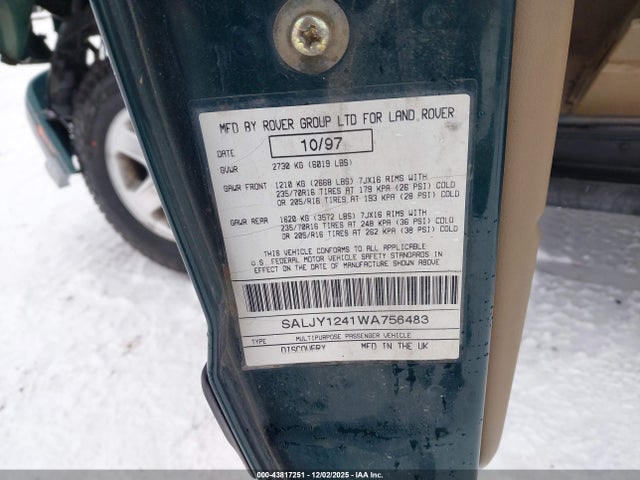 MFD BY ROVER GROUP LTD FOR LAND ROVER
DATE 10/97
GVWR 2730 KG (6019 LBS)
GAWR FRONT 1210 KG (2668 LBS) 7JX16 RIMS WITH
235/70R16 TIRES AT 179 KPA (26 PSI) COLD
OR 205/R16 TIRES AT 193 KPA (28 PSI) COLD
GAWR REAR 1620 KG (3572 LBS) 7JX16 RIMS WITH
235/70R16 TIRES AT 248 KPA (36 PSI) COLD
OR 205/R16 TIRES AT 262 KPA (38 PSI) COLD
THIS VEHICLE CONFORMS TO ALL APPLICABLE
U.S. FEDERAL MOTOR VEHICLE SAFETY STANDARDS IN
EFFECT ON THE DATE OF MANUFACTURE SHOWN ABOVE
SALJY1241WA756483
TYPE MULTIPURPOSE PASSENGER VEHICLE
DISCOVERY MFD IN THE UK
000-43817251 - 12/02/2025 - IAA Inc.